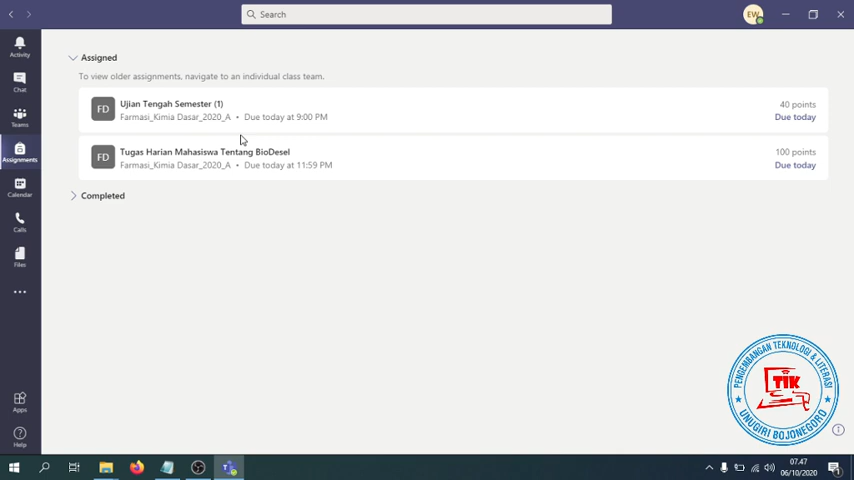 Search
EW
Activity
Chat
Teams
Assignments
Calendar
Calls
Files
Apps
Help
Assigned
To view older assignments, navigate to an individual class team.
FD
Ujian Tengah Semester (1)
Farmasi_Kimia Dasar_2020_A • Due today at 9:00 PM
40 points
Due today
FD
Tugas Harian Mahasiswa Tentang BioDesel
Farmasi_Kimia Dasar_2020_A • Due today at 11:59 PM
100 points
Due today
Completed
PENGEMBANGAN TEKNOLOGI & LITERASI
TIK
UNUGIRI BOJONEGORO
07.47
06/10/2020